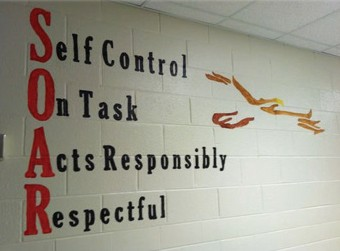 Self Control
On Task
Acts Responsibly
Respectful